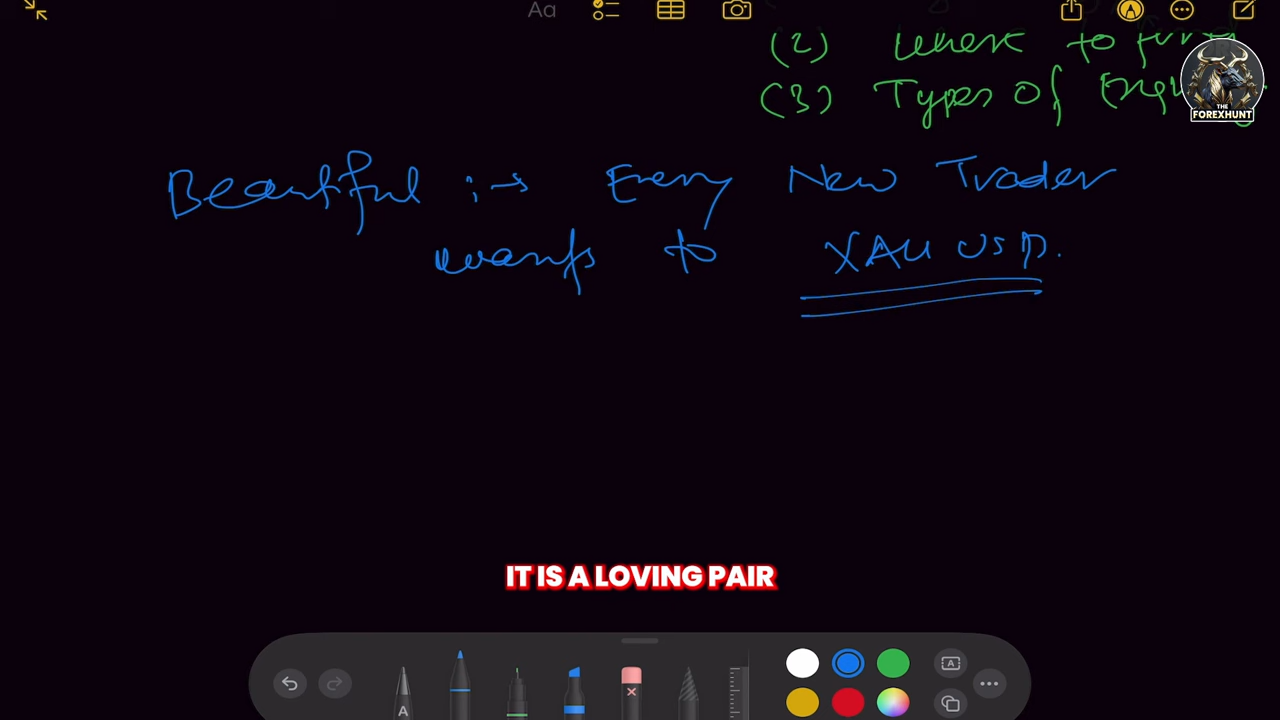 Aa
(2) Where to find
(3) Types of
THE
FOREXHUNT
Beautiful :→ Every New Trader
wants to XAU USD.
IT IS A LOVING PAIR
A
A